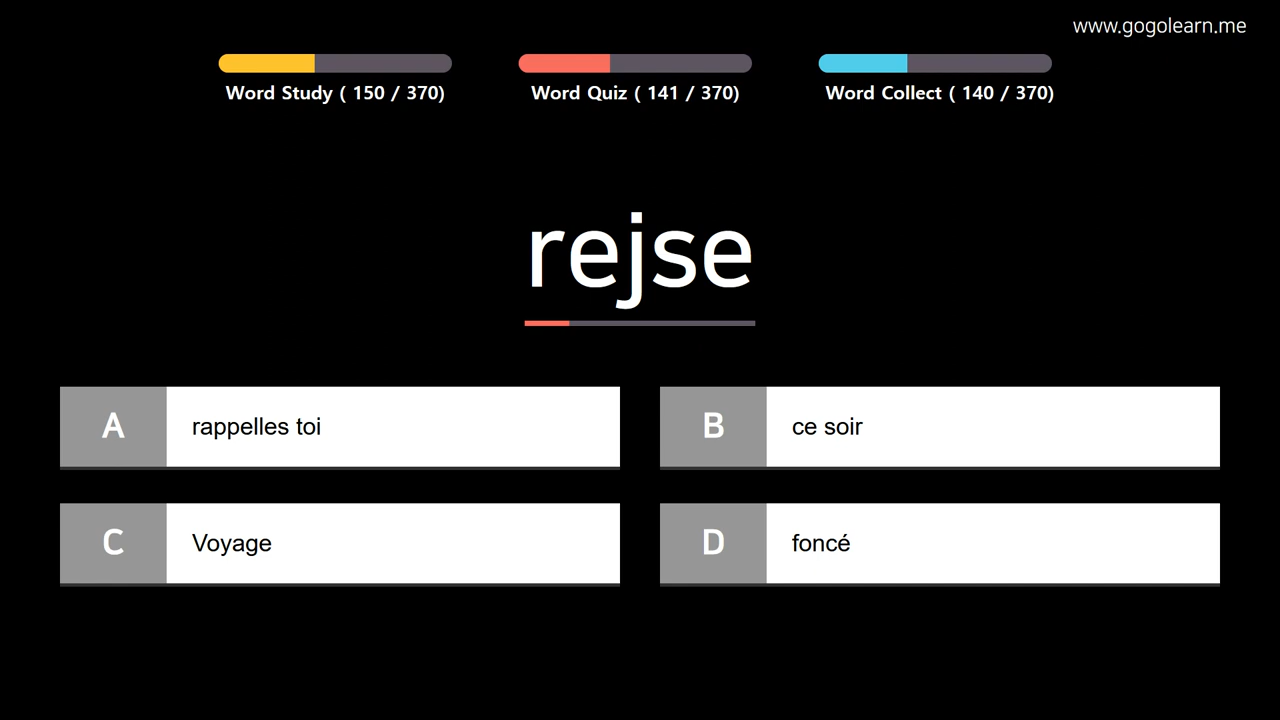 www.gogolearn.me
Word Study ( 150 / 370)
Word Quiz ( 141 / 370)
Word Collect ( 140 / 370)
rejse
A rappelles toi
B ce soir
C Voyage
D foncé